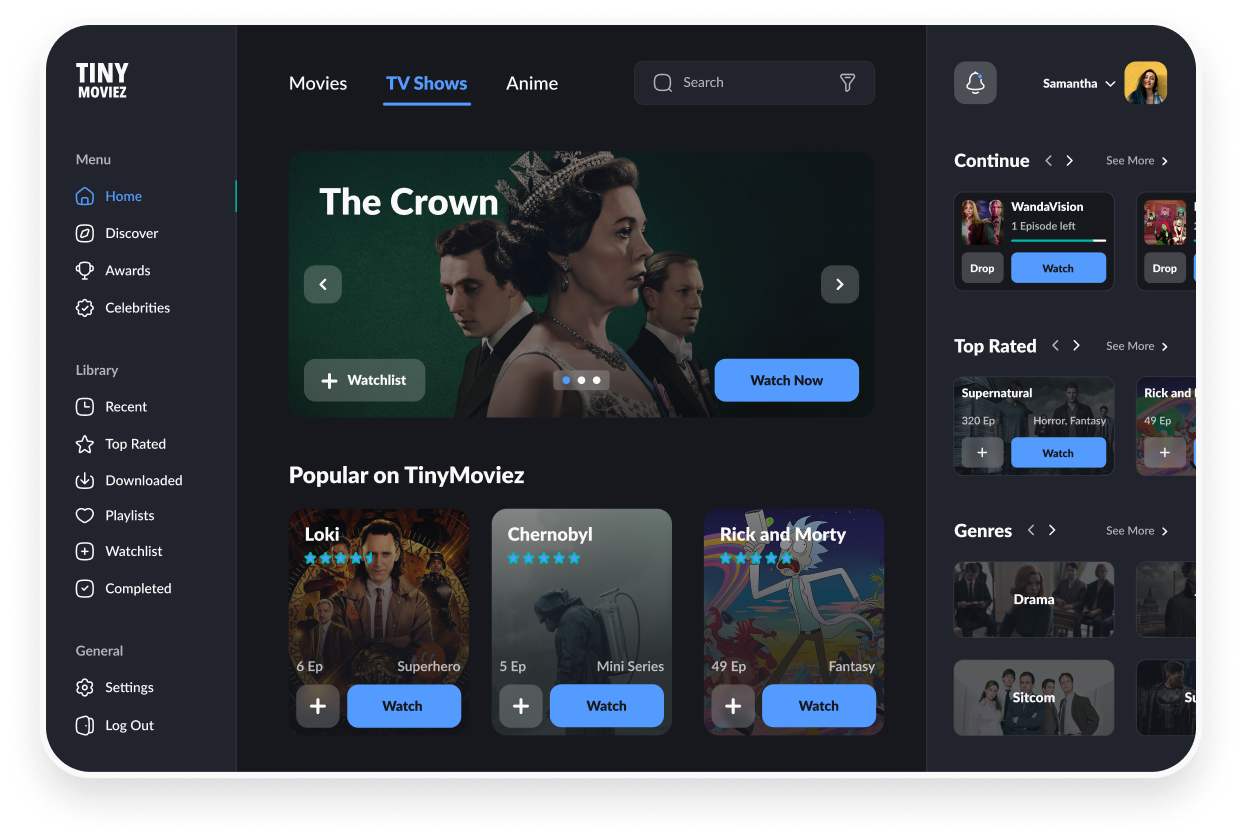 TINY
MOVIEZ
Menu
Home
Discover
Awards
Celebrities
Library
Recent
Top Rated
Downloaded
Playlists
Watchlist
Completed
General
Settings
Log Out
Movies TV Shows Anime
Search
The Crown
Watchlist
Watch Now
Popular on TinyMoviez
Loki
6 Ep Superhero
Watch
Chernobyl
5 Ep Mini Series
Watch
Rick and Morty
49 Ep Fantasy
Watch
Samantha
Continue See More
WandaVision
1 Episode left
Drop Watch
Drop
Top Rated See More
Supernatural
320 Ep Horror, Fantasy
Watch
Rick and
49 Ep
Genres See More
Drama
Sitcom